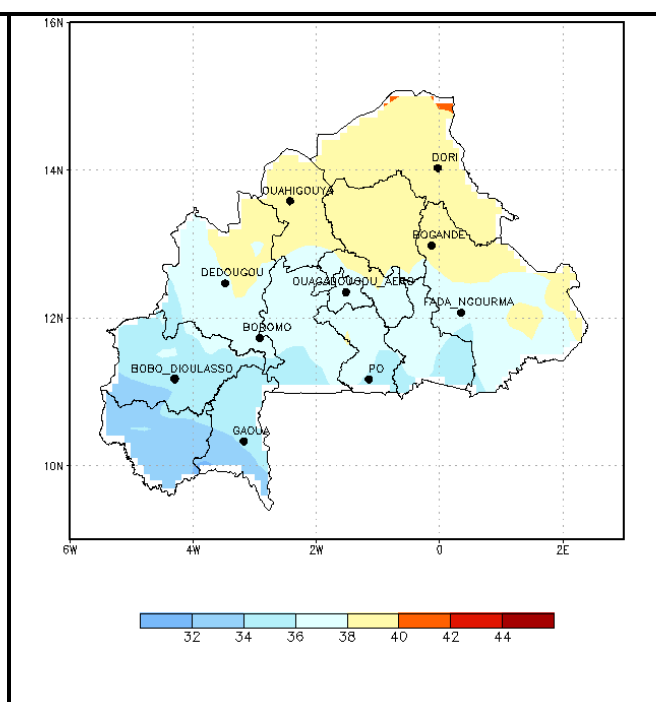 16N
14N
DORI
OUAHIGOUYA
BOGANDE
DEDOUGOU
OUAGADOUGOU_AERO
FADA_NGOURMA
12N
BOROMO
BOBO_DIOULASSO
PO
GAOUA
10N
6W 4W 2W 0 2E
32 34 36 38 40 42 44